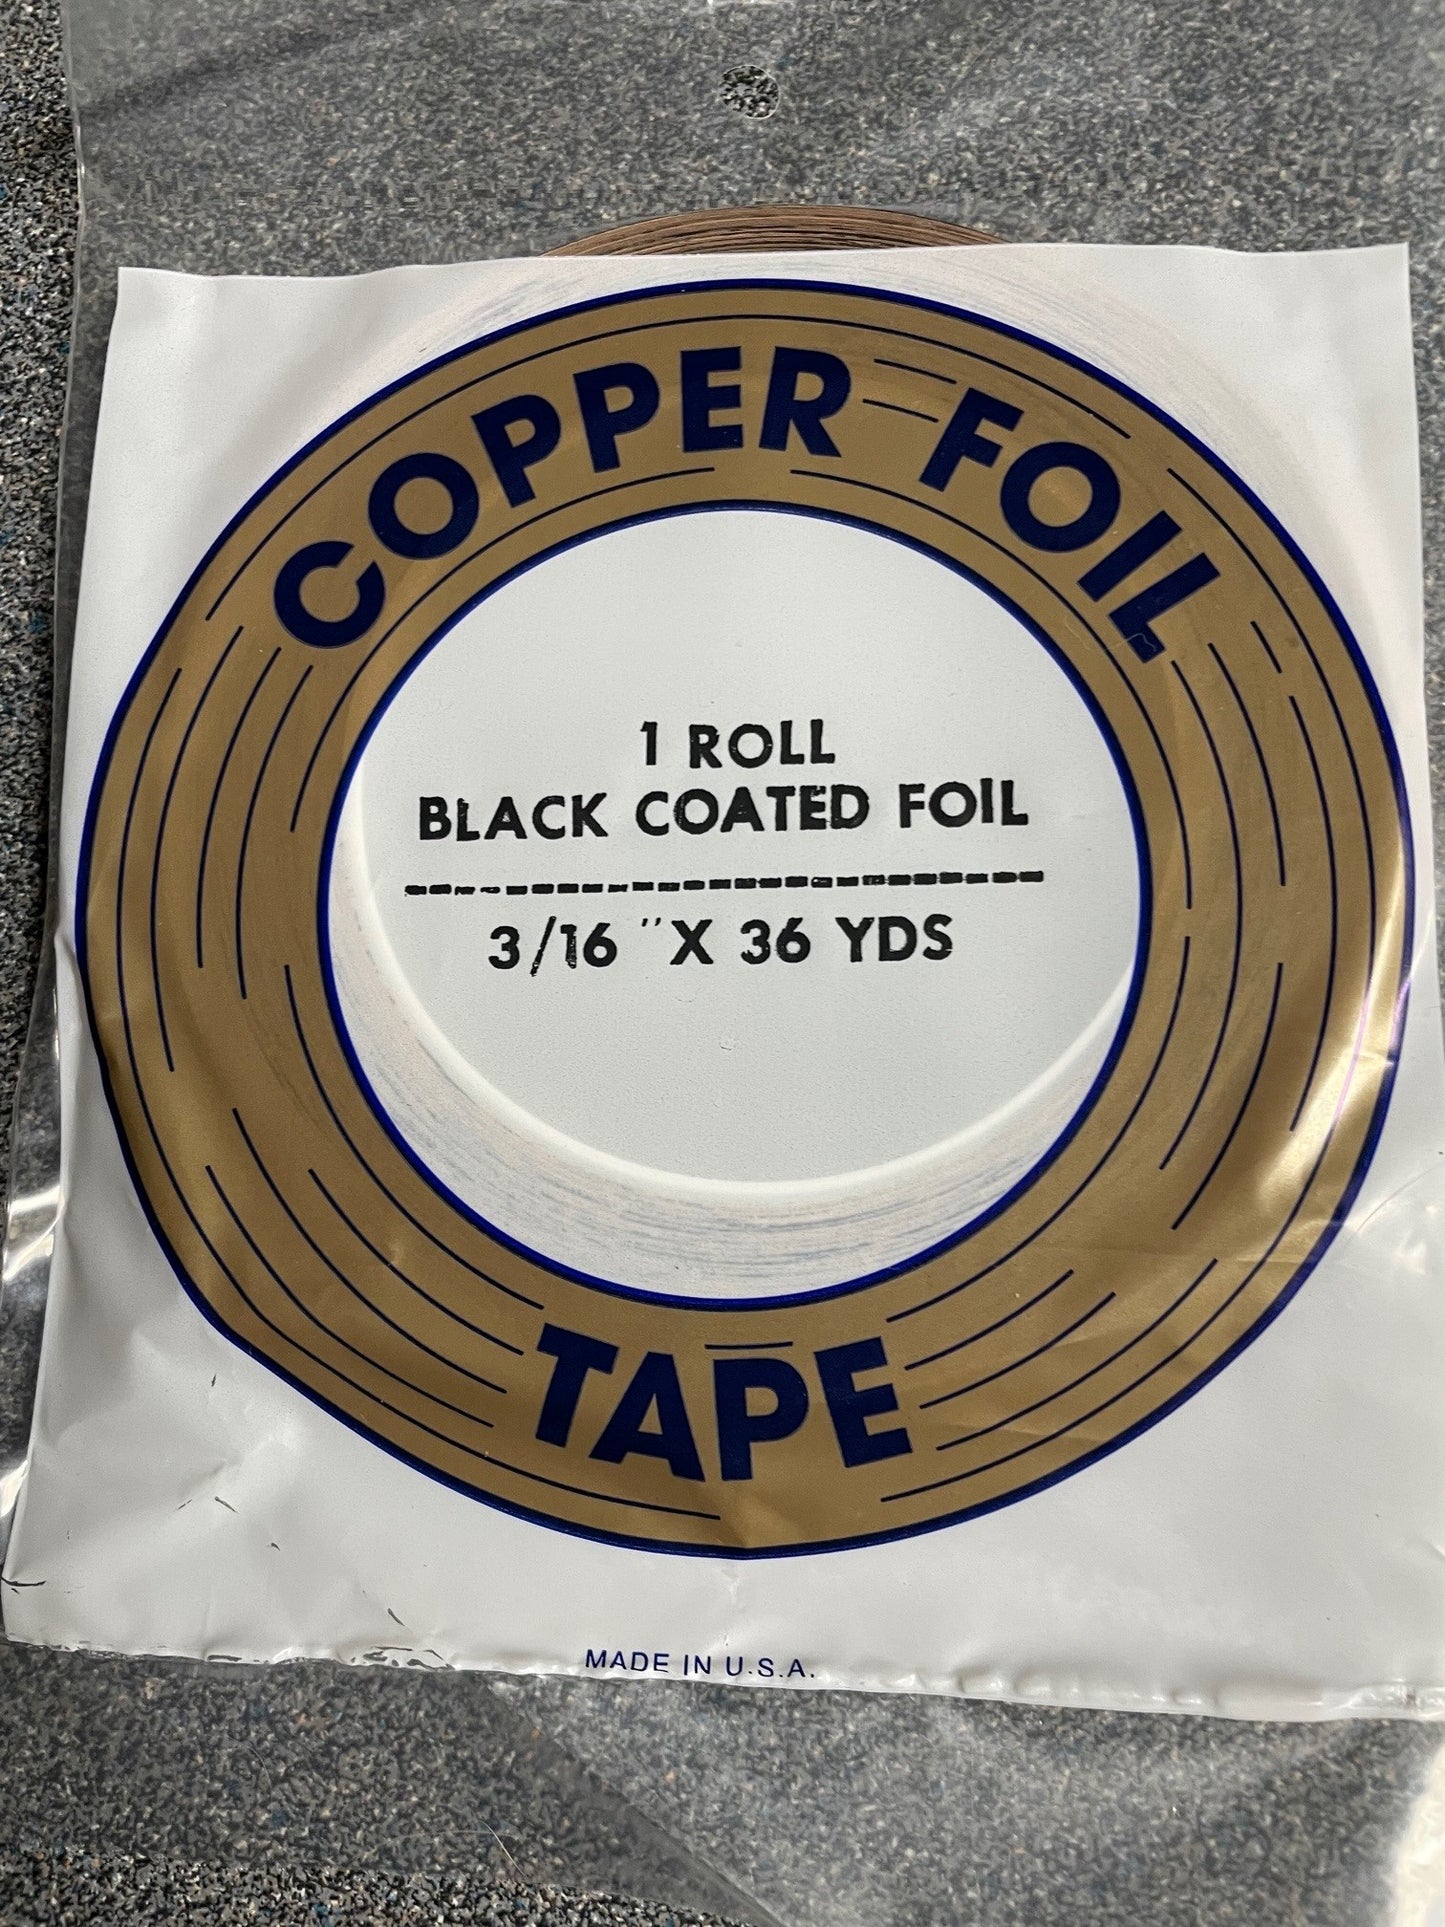 COPPER FOIL
1 ROLL
BLACK COATED FOIL
3/16 "X 36 YDS
TAPE
MADE IN U.S.A.